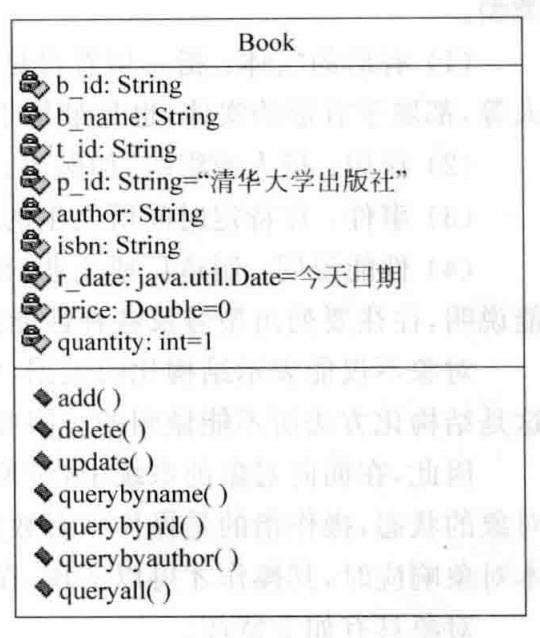 Book
b_id: String
b_name: String
t_id: String
p_id: String=“清华大学出版社”
author: String
isbn: String
r_date: java.util.Date=今天日期
price: Double=0
quantity: int=1
add( )
delete( )
update( )
querybyname( )
querybypid( )
querybyauthor( )
queryall( )